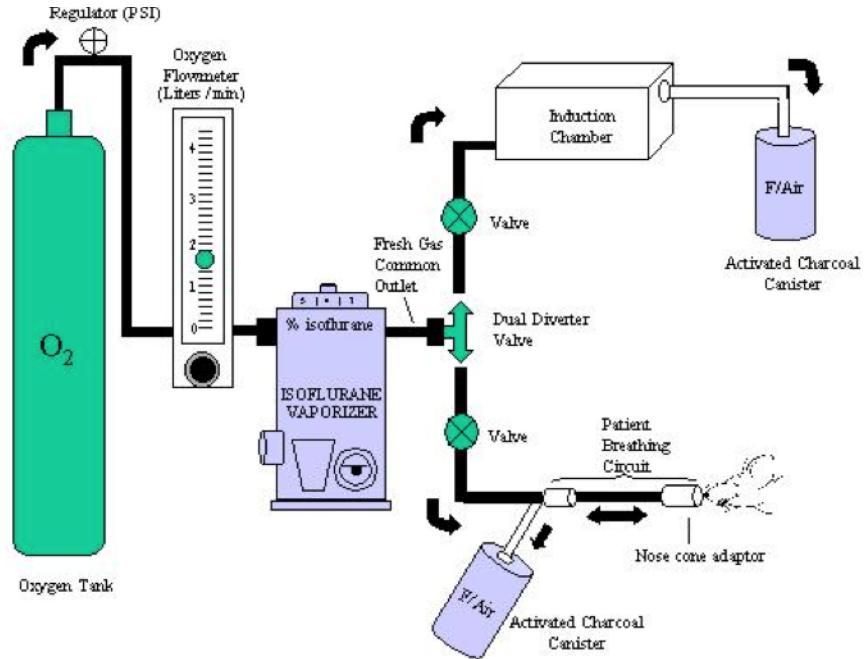 Regulator (PSI)
Oxygen
Flowmeter
(Liters /min)
4
3
2
1
0
O2
Oxygen Tank
Fresh Gas
Common
Outlet
% isoflurane
ISOFLURANE
VAPORIZER
Induction
Chamber
F/Air
Activated Charcoal
Canister
Valve
Dual Diverter
Valve
Valve
Patient
Breathing
Circuit
Nose cone adaptor
F/Air
Activated Charcoal
Canister